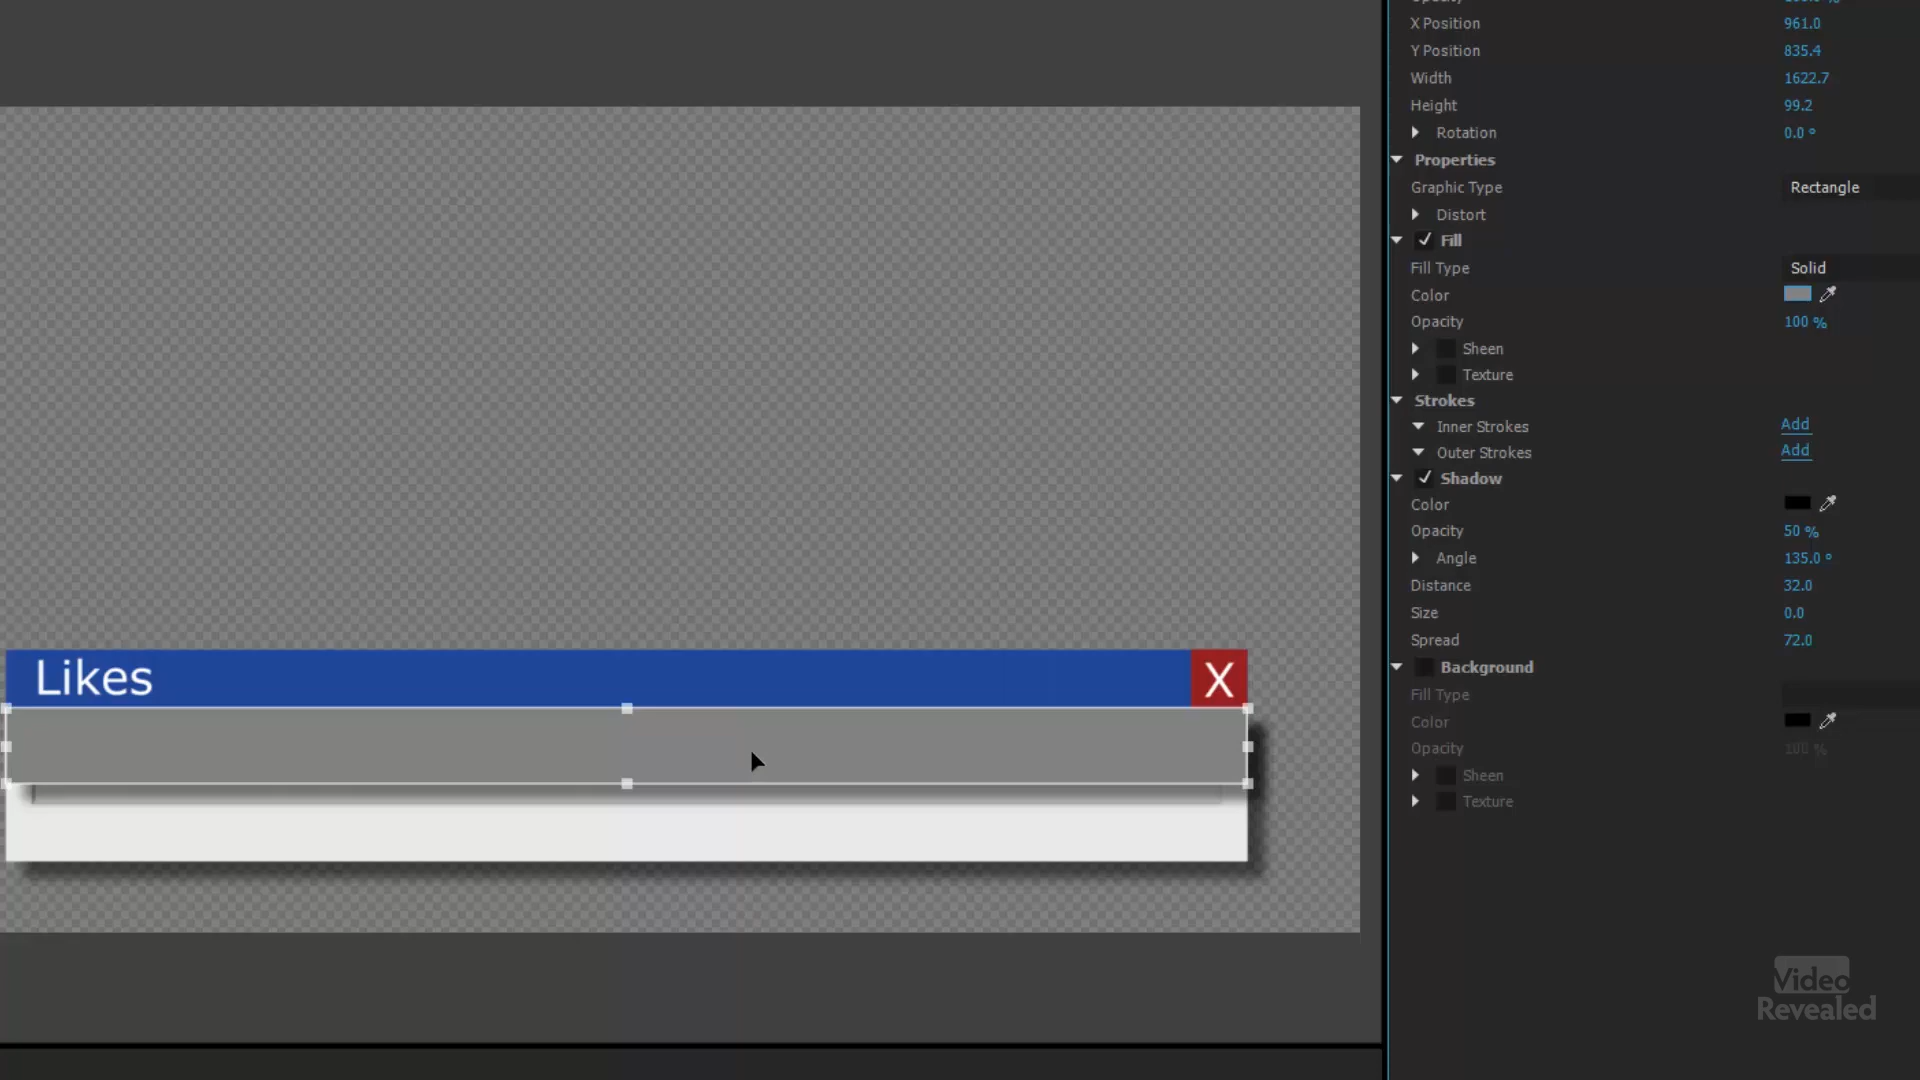 X Position 961.0
Y Position 835.4
Width 1622.7
Height 99.2
Rotation 0.0 °
Properties
Graphic Type Rectangle
Distort
Fill
Fill Type Solid
Color
Opacity 100 %
Sheen
Texture
Strokes
Inner Strokes Add
Outer Strokes Add
Shadow
Color
Opacity 50 %
Angle 135.0 °
Distance 32.0
Size 0.0
Spread 72.0
Background
Fill Type
Color
Opacity 100 %
Sheen
Texture
Likes X
Video
Revealed